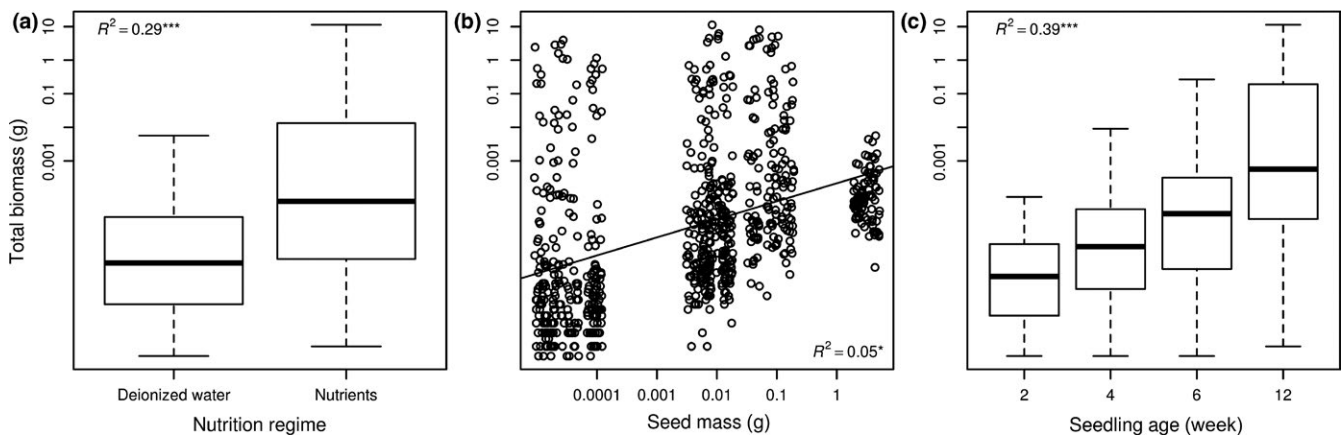 (a)
R² = 0.29***
Total biomass (g)
10
1
0.1
0.001
Deionized water
Nutrients
Nutrition regime
(b)
10
1
0.1
0.001
R² = 0.05*
0.0001
0.001
0.01
0.1
1
Seed mass (g)
(c)
R² = 0.39***
10
1
0.1
0.001
2
4
6
12
Seedling age (week)